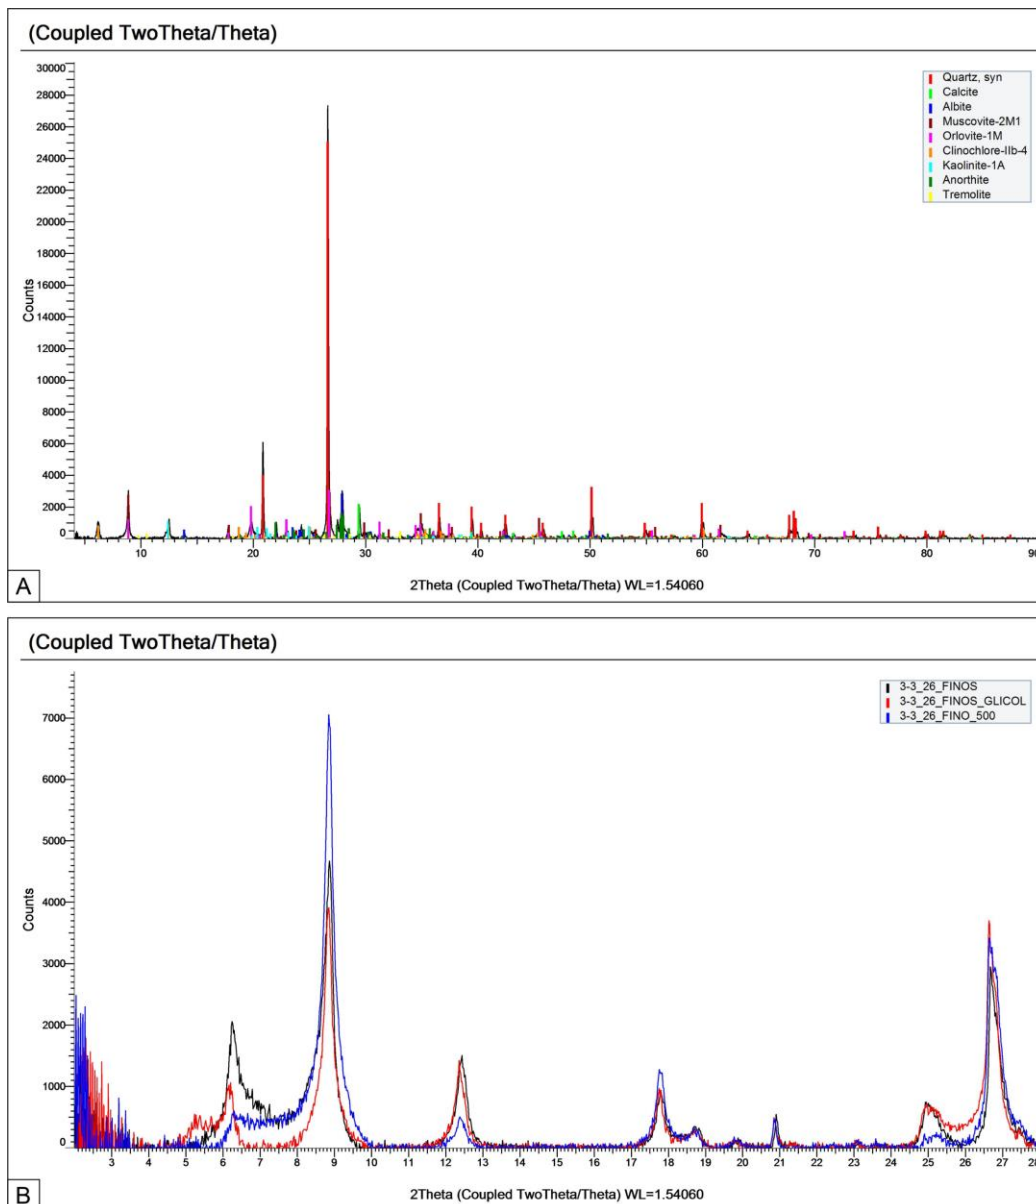 (Coupled TwoTheta/Theta)
30000
28000
26000
24000
22000
20000
18000
16000
14000
12000
10000
8000
6000
4000
2000
0
Counts
Quartz, syn
Calcite
Albite
Muscovite-2M1
Orlovite-1M
Clinochlore-IIb-4
Kaolinite-1A
Anorthite
Tremolite
10 20 30 40 50 60 70 80 90
2Theta (Coupled TwoTheta/Theta) WL=1.54060
A
(Coupled TwoTheta/Theta)
7000
6000
5000
4000
3000
2000
1000
0
Counts
3-3_26_FINOS
3-3_26_FINOS_GLICOL
3-3_26_FINO_500
3 4 5 6 7 8 9 10 11 12 13 14 15 16 17 18 19 20 21 22 23 24 25 26 27 28
2Theta (Coupled TwoTheta/Theta) WL=1.54060
B